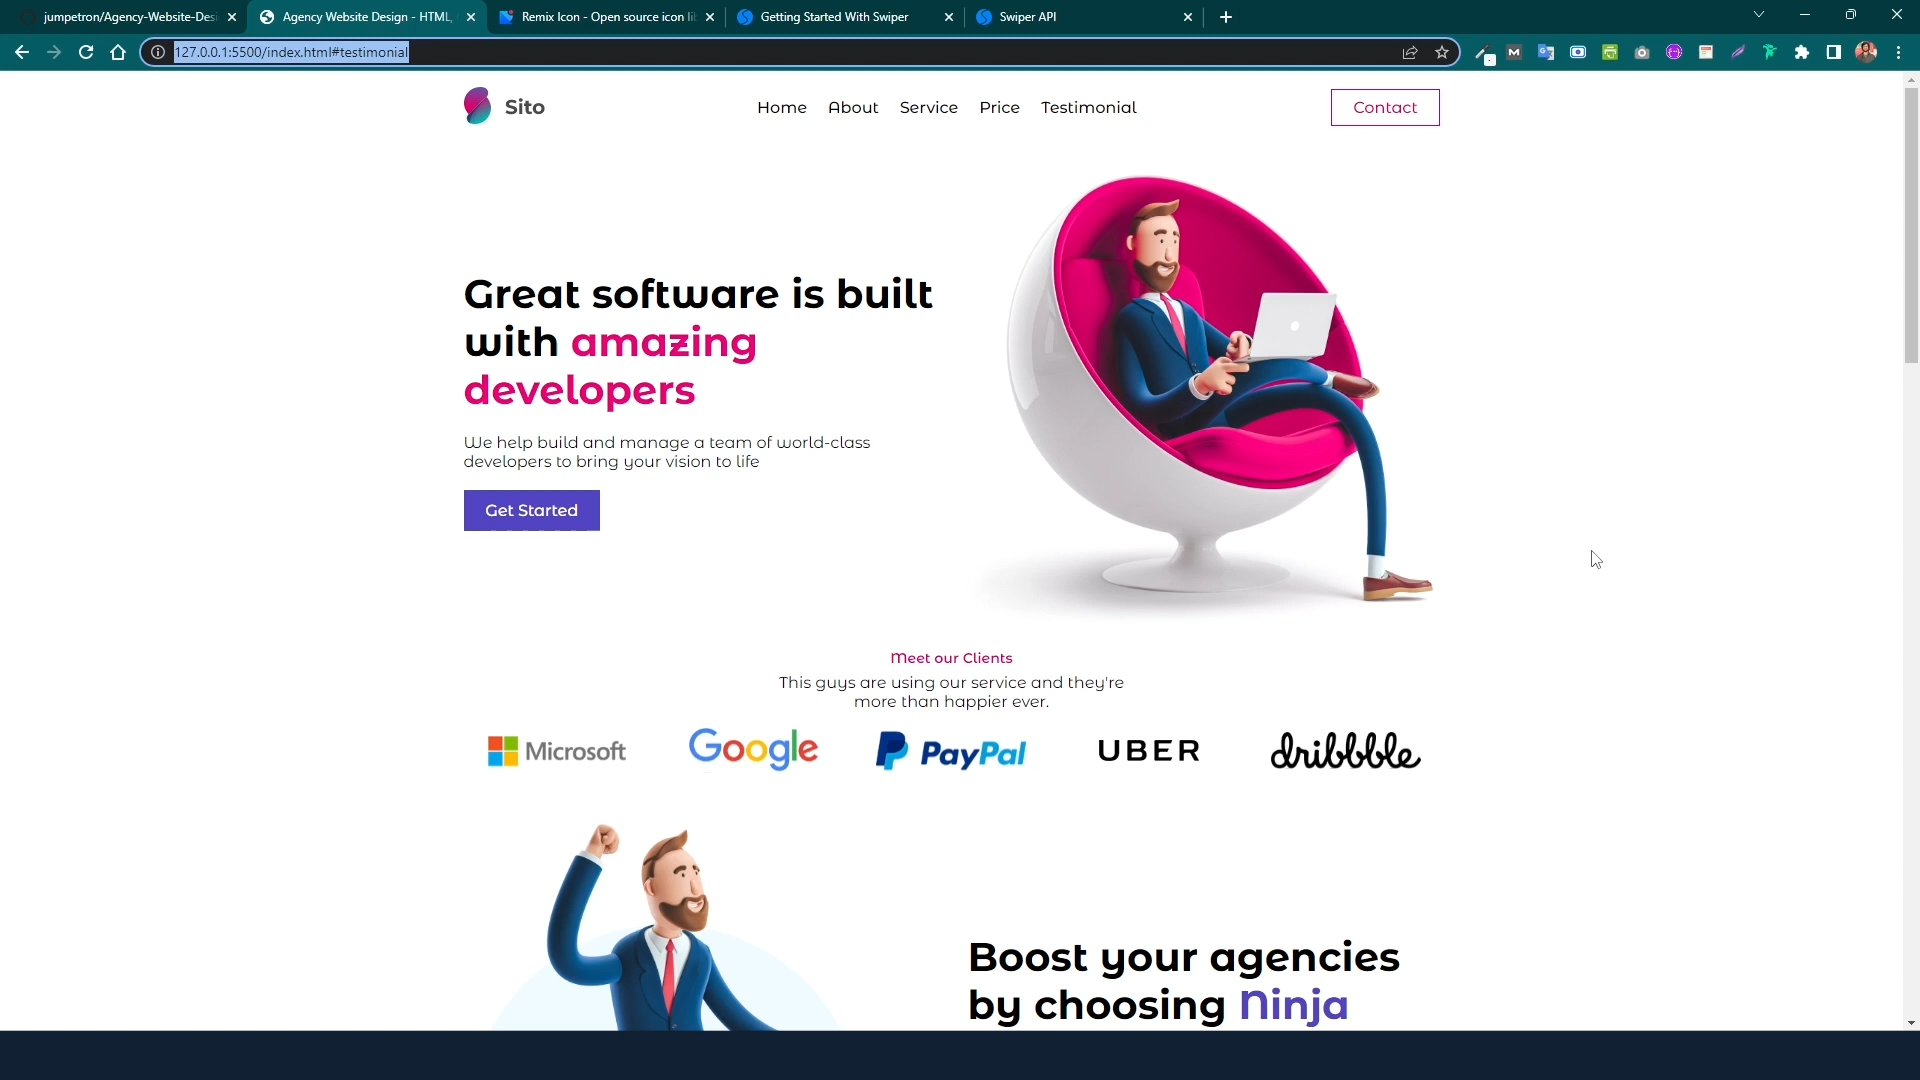 jumpetron/Agency-Website-Desi
Agency Website Design - HTML,
Remix Icon - Open source icon li
Getting Started With Swiper
Swiper API
127.0.0.1:5500/index.html#testimonial
Sito
Home
About
Service
Price
Testimonial
Contact
Great software is built
with amazing
developers
We help build and manage a team of world-class
developers to bring your vision to life
Get Started
Meet our Clients
This guys are using our service and they're
more than happier ever.
Microsoft
Google
PayPal
UBER
dribbble
Boost your agencies
by choosing Ninja